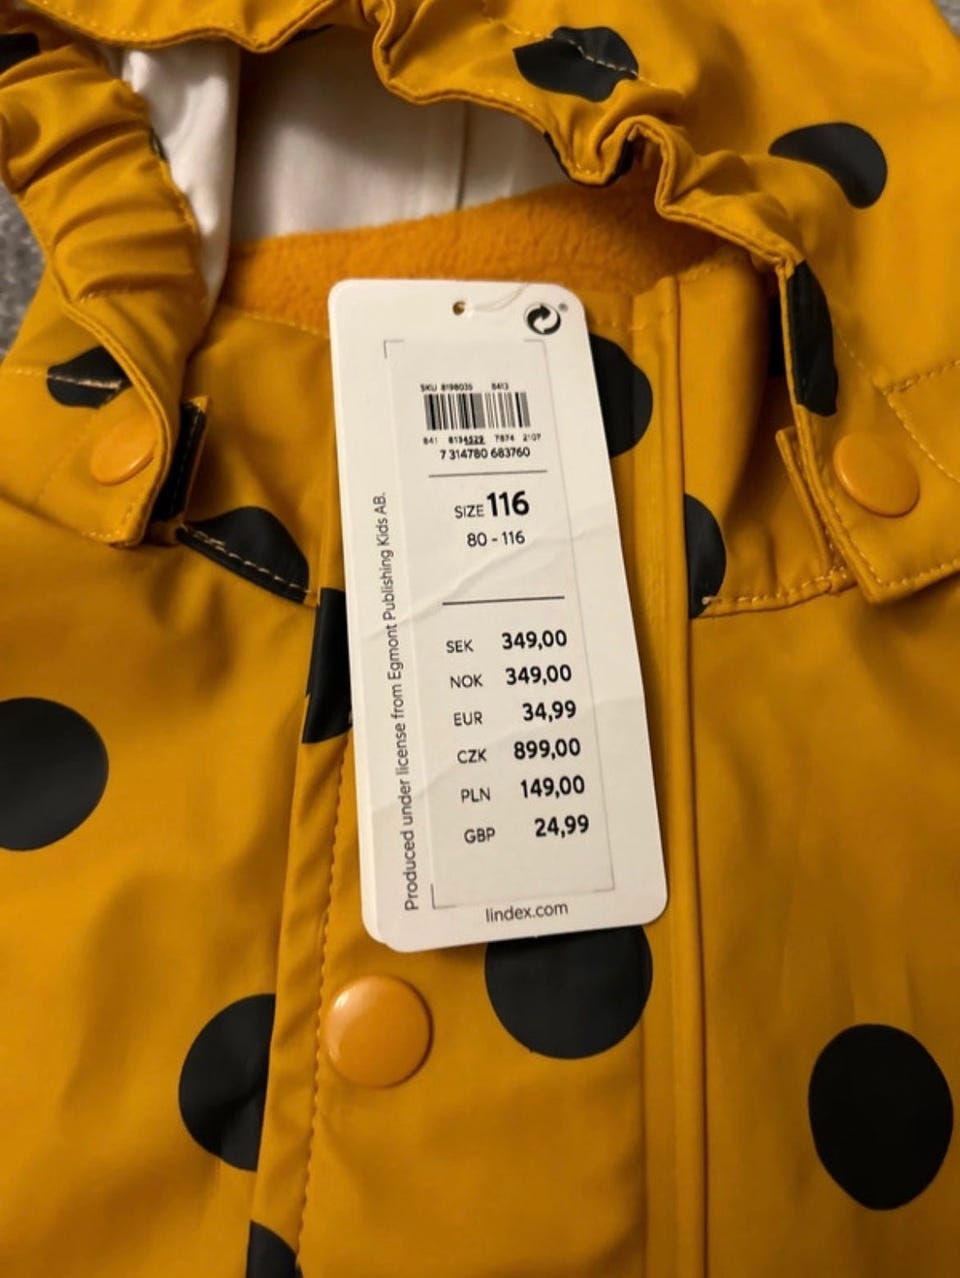 ®
SKU 8198035 8413
841 8134529 7874 2107
7 314780 683760
SIZE 116
80 - 116
SEK 349,00
NOK 349,00
EUR 34,99
CZK 899,00
PLN 149,00
GBP 24,99
Produced under license from Egmont Publishing Kids AB.
lindex.com